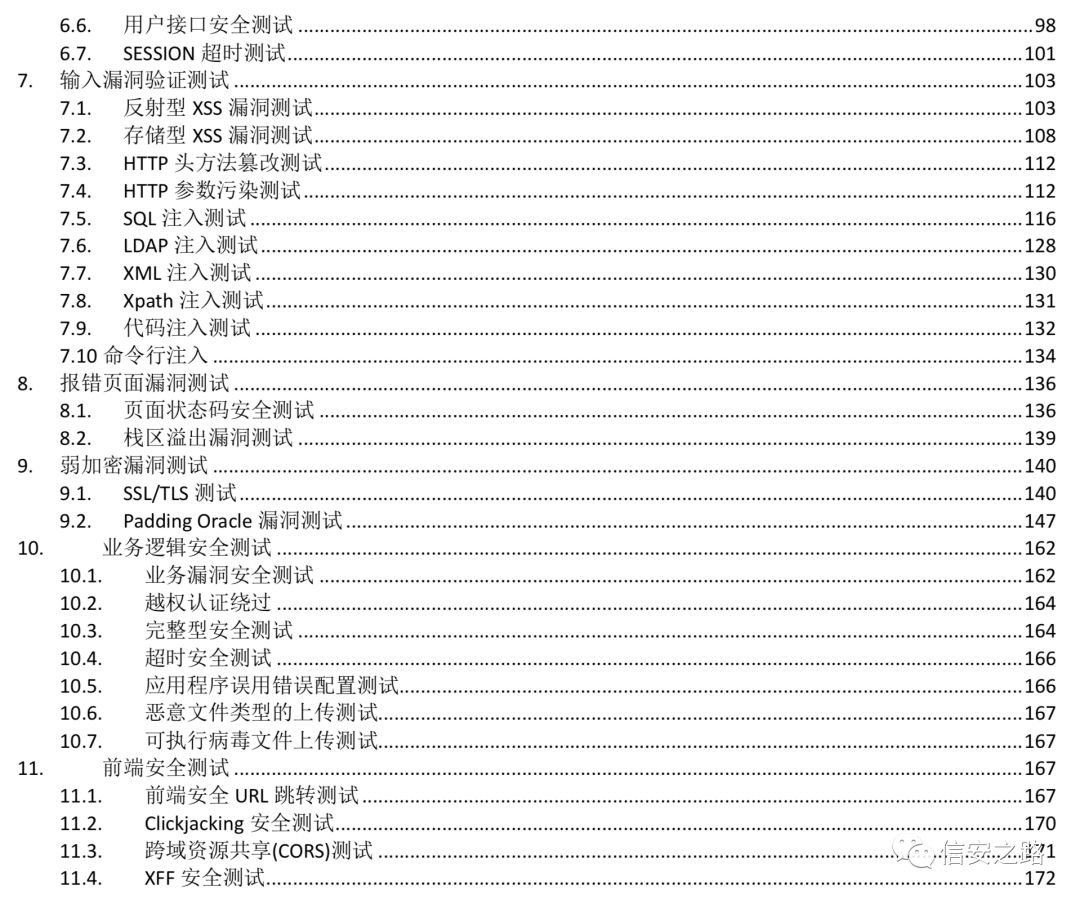 6.6. 用户接口安全测试 98
6.7. SESSION 超时测试 101
7. 输入漏洞验证测试 103
7.1. 反射型 XSS 漏洞测试 103
7.2. 存储型 XSS 漏洞测试 108
7.3. HTTP 头方法篡改测试 112
7.4. HTTP 参数污染测试 112
7.5. SQL 注入测试 116
7.6. LDAP 注入测试 128
7.7. XML 注入测试 130
7.8. Xpath 注入测试 131
7.9. 代码注入测试 132
7.10 命令行注入 134
8. 报错页面漏洞测试 136
8.1. 页面状态码安全测试 136
8.2. 栈区溢出漏洞测试 139
9. 弱加密漏洞测试 140
9.1. SSL/TLS 测试 140
9.2. Padding Oracle 漏洞测试 147
10. 业务逻辑安全测试 162
10.1. 业务漏洞安全测试 162
10.2. 越权认证绕过 164
10.3. 完整型安全测试 164
10.4. 超时安全测试 166
10.5. 应用程序误用错误配置测试 166
10.6. 恶意文件类型的上传测试 167
10.7. 可执行病毒文件上传测试 167
11. 前端安全测试 167
11.1. 前端安全 URL 跳转测试 167
11.2. Clickjacking 安全测试 170
11.3. 跨域资源共享(CORS)测试 171
信安之路
11.4. XFF 安全测试 172